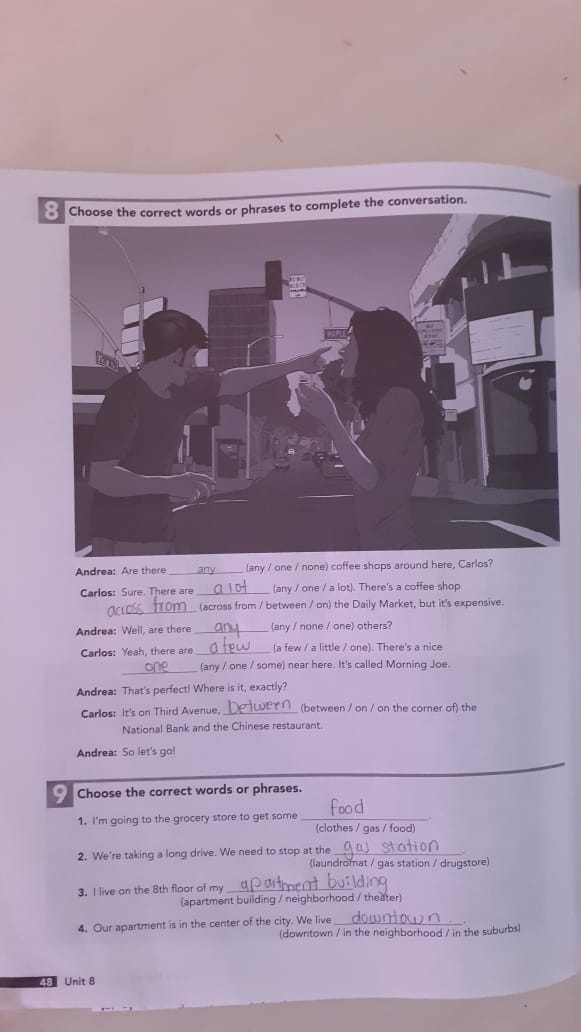 8 Choose the correct words or phrases to complete the conversation.
MAPLE
Andrea: Are there any (any / one / none) coffee shops around here, Carlos?
Carlos: Sure. There are a lot (any / one / a lot). There's a coffee shop
across from (across from / between / on) the Daily Market, but it's expensive.
Andrea: Well, are there any (any / none / one) others?
Carlos: Yeah, there are a few (a few / a little / one). There's a nice
one (any / one / some) near here. It's called Morning Joe.
Andrea: That's perfect! Where is it, exactly?
Carlos: It's on Third Avenue, between (between / on / on the corner of) the
National Bank and the Chinese restaurant.
Andrea: So let's go!
9 Choose the correct words or phrases.
1. I'm going to the grocery store to get some food.
(clothes / gas / food)
2. We're taking a long drive. We need to stop at the gas station.
(laundromat / gas station / drugstore)
3. I live on the 8th floor of my apartment building
(apartment building / neighborhood / theater)
4. Our apartment is in the center of the city. We live downtown.
(downtown / in the neighborhood / in the suburbs)
48 Unit 8